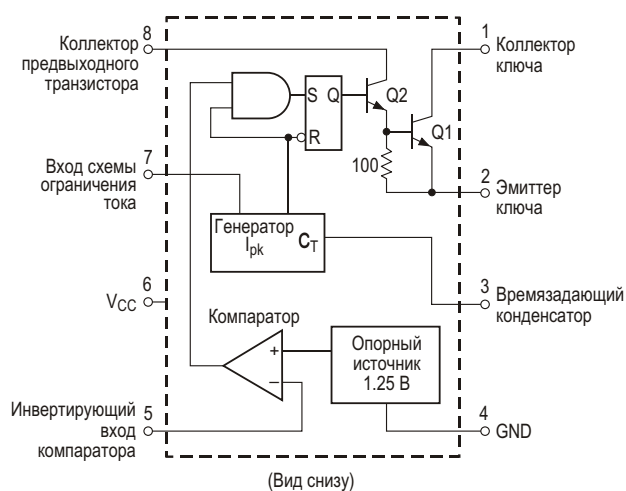 8
Коллектор
предвыходного
транзистора
1
Коллектор
ключа
S
Q
R
Q2
Q1
100
7
Вход схемы
ограничения
тока
2
Эмиттер
ключа
Генератор
Ipk
CT
6
VCC
3
Времязадающий
конденсатор
Компаратор
+
–
Опорный
источник
1.25 В
5
Инвертирующий
вход
компаратора
4
GND
(Вид снизу)